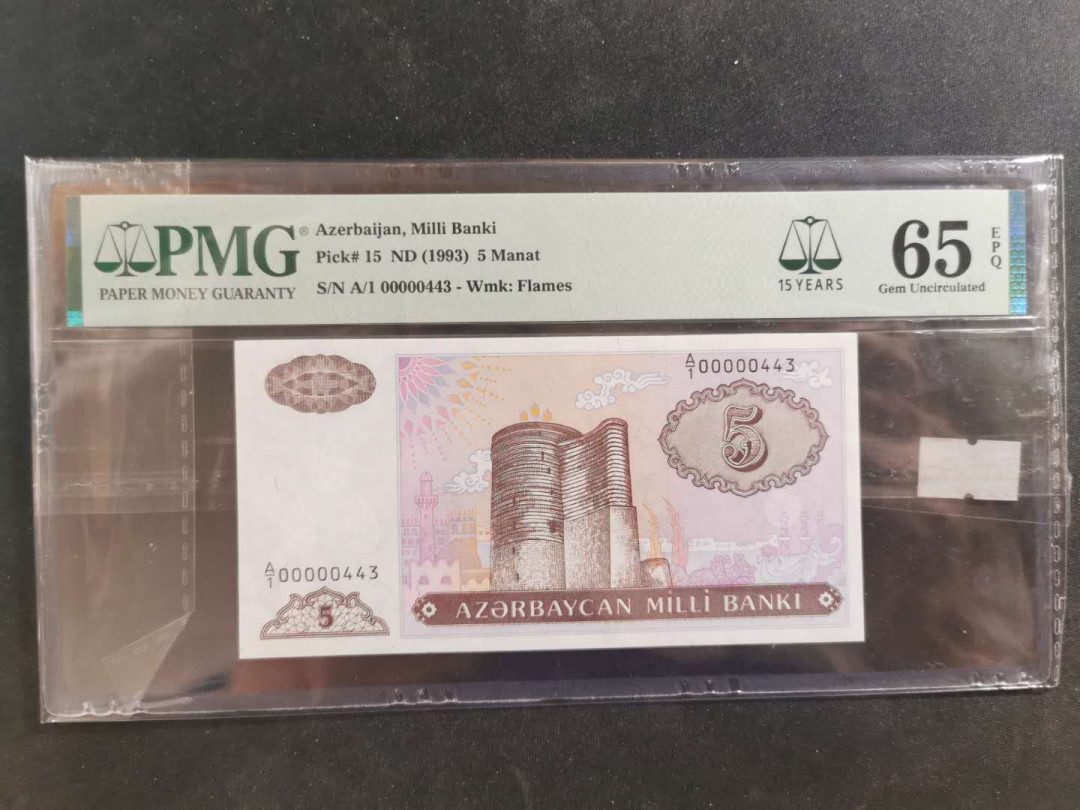 PMG®
PAPER MONEY GUARANTY
Azerbaijan, Milli Banki
Pick# 15 ND (1993) 5 Manat
S/N A/1 00000443 - Wmk: Flames
15 YEARS
65
EPQ
Gem Uncirculated
A/1 00000443
5
A/1 00000443
5
AZƏRBAYCAN MİLLİ BANKI